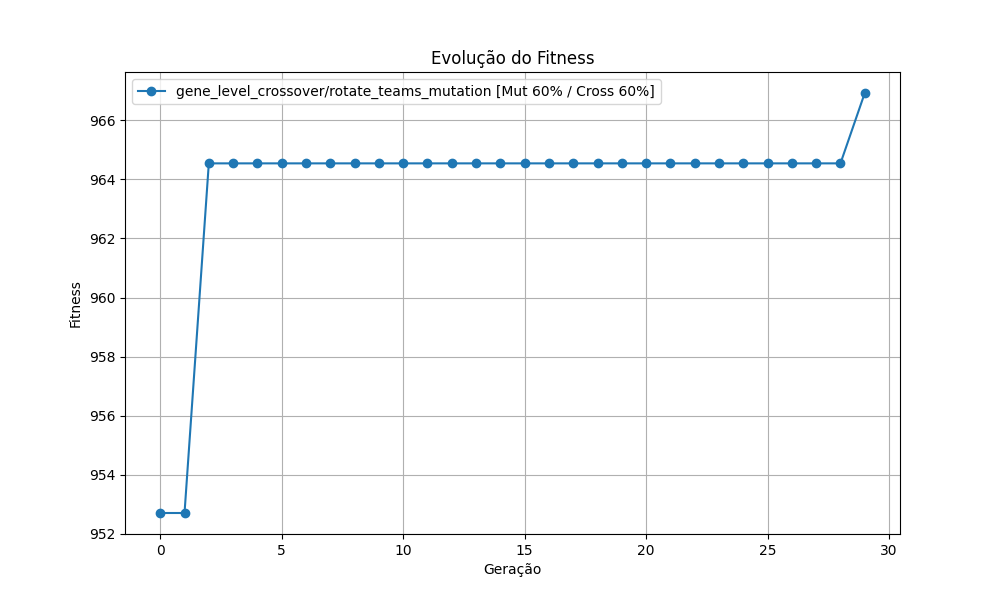 Evolução do Fitness
gene_level_crossover/rotate_teams_mutation [Mut 60% / Cross 60%]
Fitness
966
964
962
960
958
956
954
952
0 5 10 15 20 25 30
Geração